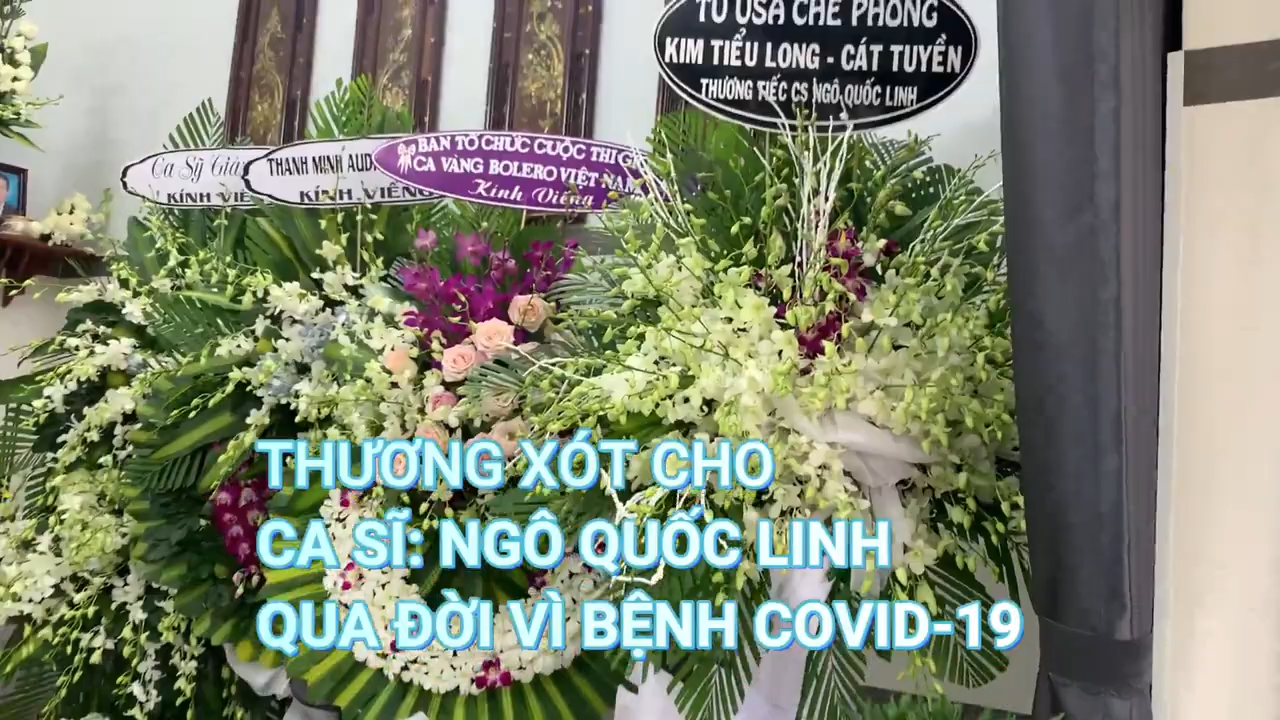 TỪ USA CHẾ PHONG
KIM TIỂU LONG - CÁT TUYỀN
THƯƠNG TIẾC CS NGÔ QUỐC LINH
Ca Sỹ
KÍNH
THANH MINH
KÍNH VIẾNG
BAN TỔ CHỨC CUỘC THI
CA VÀNG BOLERO VIỆT NAM
Kính Viếng
THƯƠNG XÓT CHO
CA SĨ: NGÔ QUỐC LINH
QUA ĐỜI VÌ BỆNH COVID-19